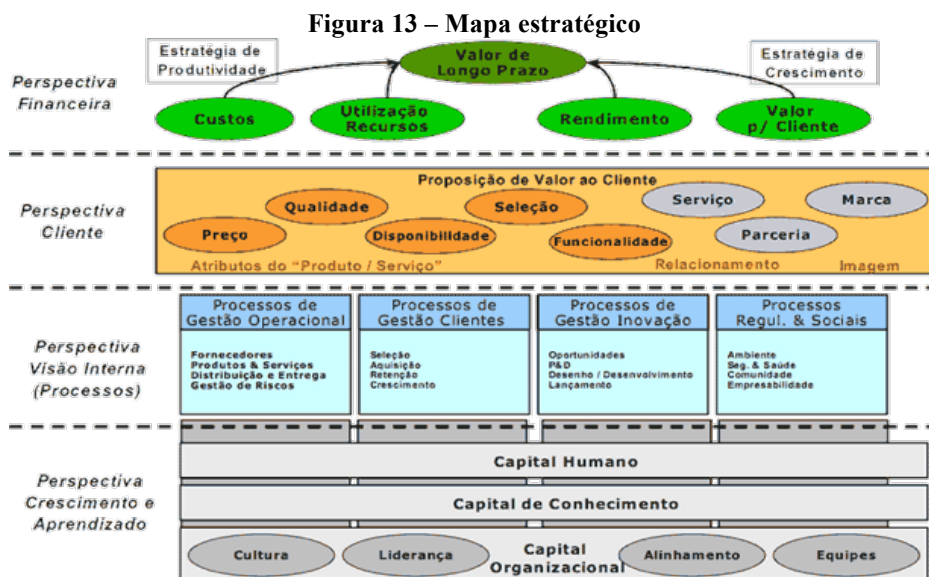 Figura 13 – Mapa estratégico
Estratégia de
Produtividade
Valor de
Longo Prazo
Estratégia de
Crescimento
Perspectiva
Financeira
Custos
Utilização
Recursos
Rendimento
Valor
p/ Cliente
Perspectiva
Cliente
Proposição de Valor ao Cliente
Qualidade
Seleção
Serviço
Marca
Preço
Disponibilidade
Funcionalidade
Parceria
Atributos do "Produto / Serviço"
Relacionamento
Imagem
Perspectiva
Visão Interna
(Processos)
Processos de
Gestão Operacional
Fornecedores
Produtos & Serviços
Distribuição e Entrega
Gestão de Riscos
Processos de
Gestão Clientes
Seleção
Aquisição
Retenção
Crescimento
Processos de
Gestão Inovação
Oportunidades
P&D
Desenho / Desenvolvimento
Lançamento
Processos
Regul. & Sociais
Ambiente
Seg. & Saúde
Comunidade
Empresabilidade
Perspectiva
Crescimento e
Aprendizado
Capital Humano
Capital de Conhecimento
Cultura
Liderança
Capital
Organizacional
Alinhamento
Equipes